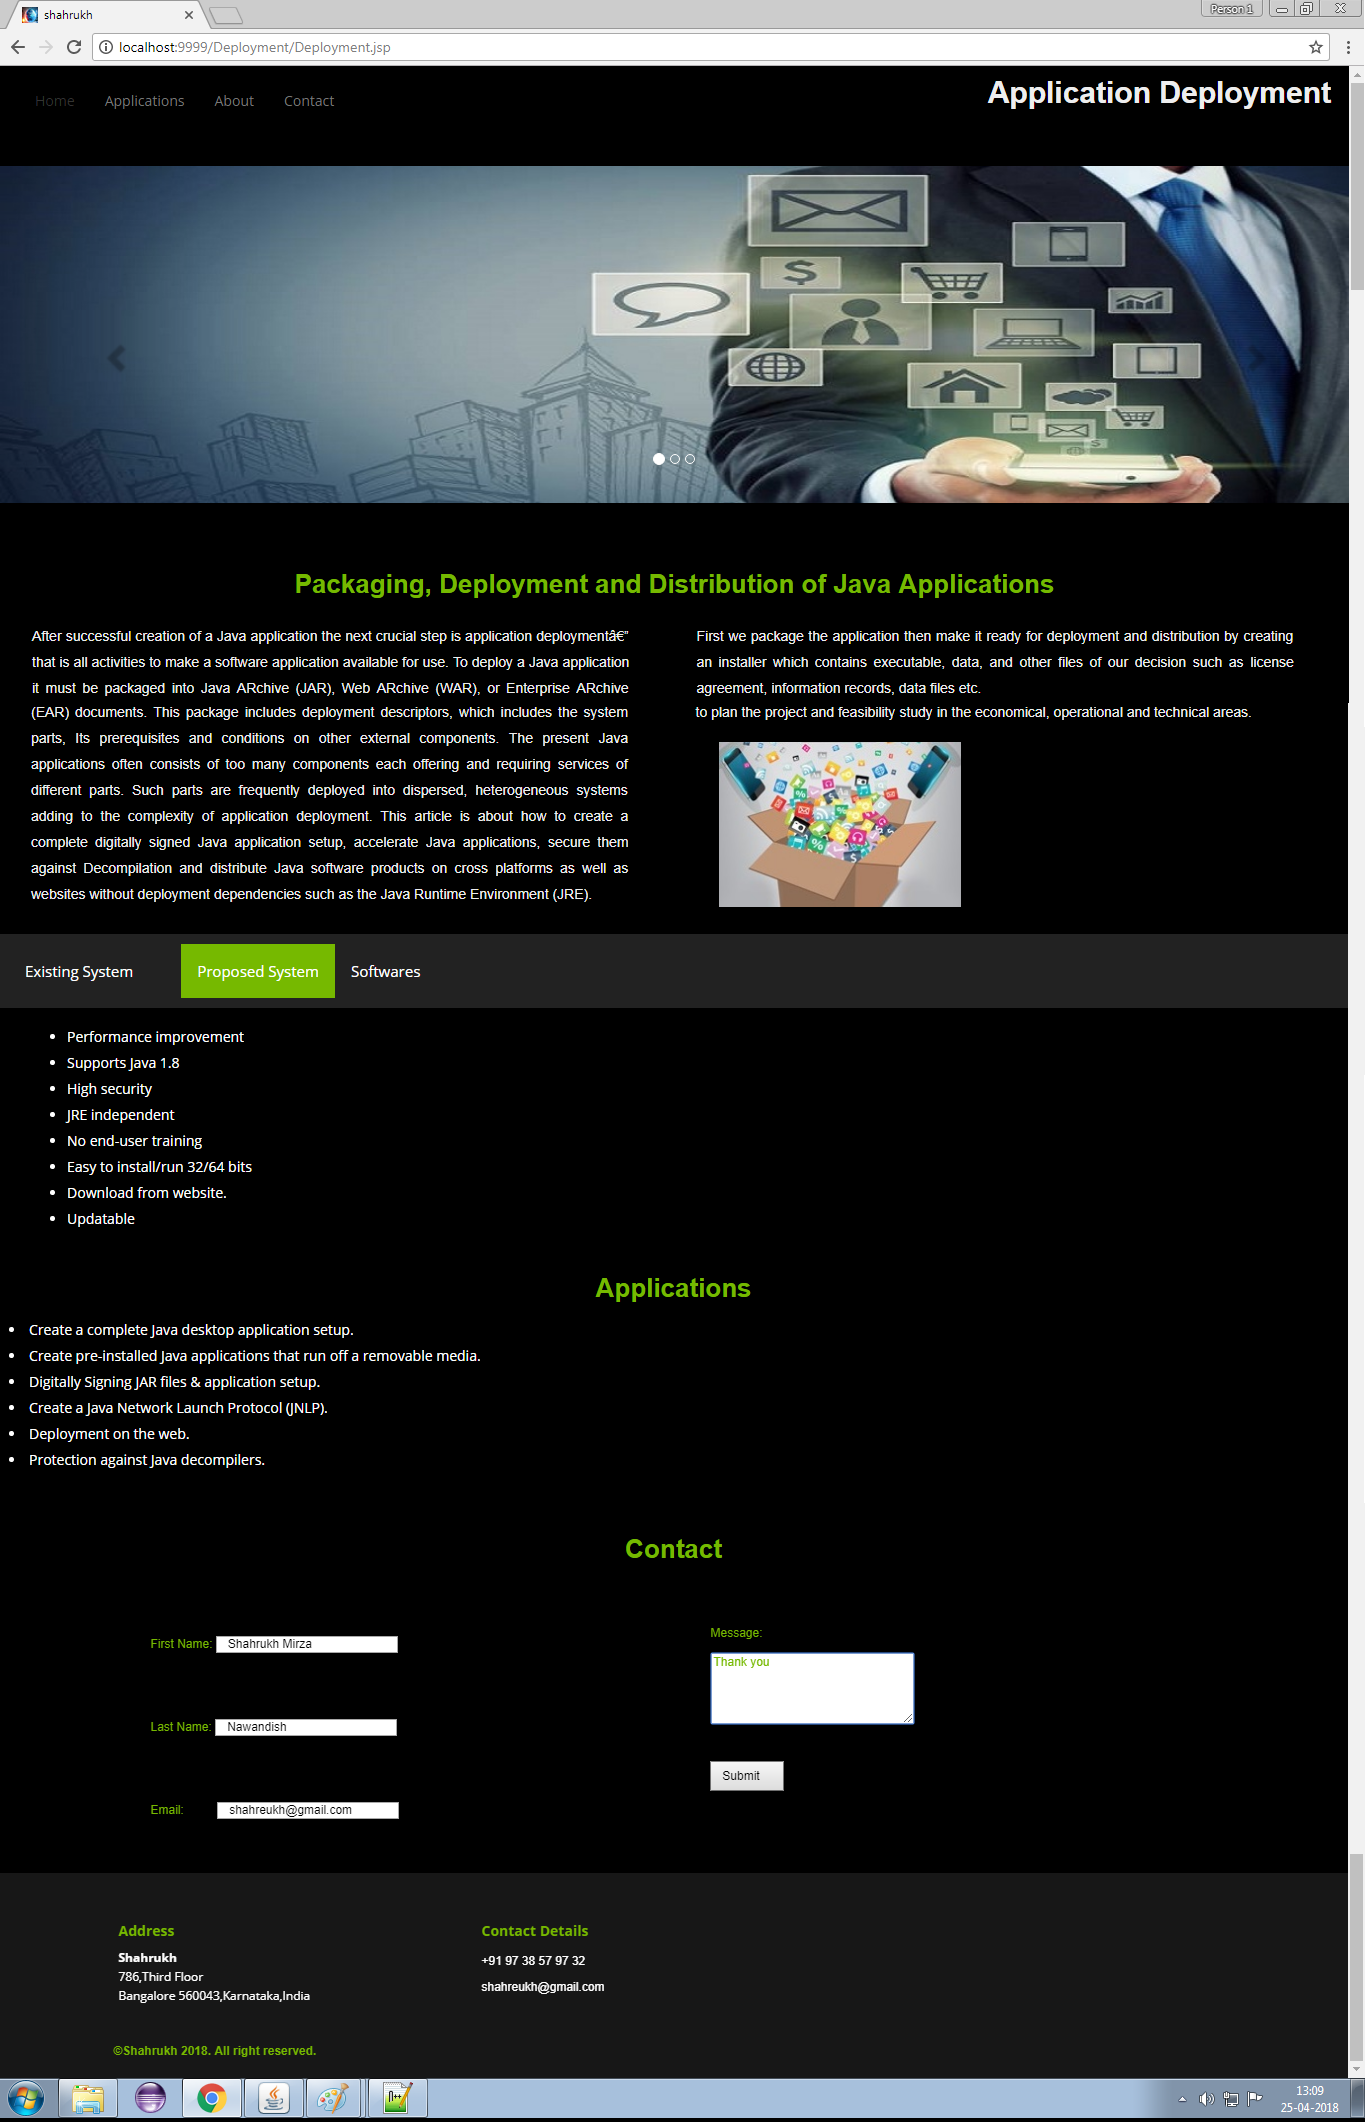 shahrukh
Person 1
localhost:9999/Deployment/Deployment.jsp
Home Applications About Contact
Application Deployment
Packaging, Deployment and Distribution of Java Applications
After successful creation of a Java application the next crucial step is application deploymentâ€”
that is all activities to make a software application available for use. To deploy a Java application
it must be packaged into Java ARchive (JAR), Web ARchive (WAR), or Enterprise ARchive
(EAR) documents. This package includes deployment descriptors, which includes the system
parts, Its prerequisites and conditions on other external components. The present Java
applications often consists of too many components each offering and requiring services of
different parts. Such parts are frequently deployed into dispersed, heterogeneous systems
adding to the complexity of application deployment. This article is about how to create a
complete digitally signed Java application setup, accelerate Java applications, secure them
against Decompilation and distribute Java software products on cross platforms as well as
websites without deployment dependencies such as the Java Runtime Environment (JRE).
First we package the application then make it ready for deployment and distribution by creating
an installer which contains executable, data, and other files of our decision such as license
agreement, information records, data files etc.
to plan the project and feasibility study in the economical, operational and technical areas.
Existing System Proposed System Softwares
• Performance improvement
• Supports Java 1.8
• High security
• JRE independent
• No end-user training
• Easy to install/run 32/64 bits
• Download from website.
• Updatable
Applications
• Create a complete Java desktop application setup.
• Create pre-installed Java applications that run off a removable media.
• Digitally Signing JAR files & application setup.
• Create a Java Network Launch Protocol (JNLP).
• Deployment on the web.
• Protection against Java decompilers.
Contact
First Name: Shahrukh Mirza
Last Name: Nawandish
Email: shahreukh@gmail.com
Message:
Thank you
Submit
Address
Shahrukh
786,Third Floor
Bangalore 560043,Karnataka,India
Contact Details
+91 97 38 57 97 32
shahreukh@gmail.com
©Shahrukh 2018. All right reserved.
13:09
25-04-2018